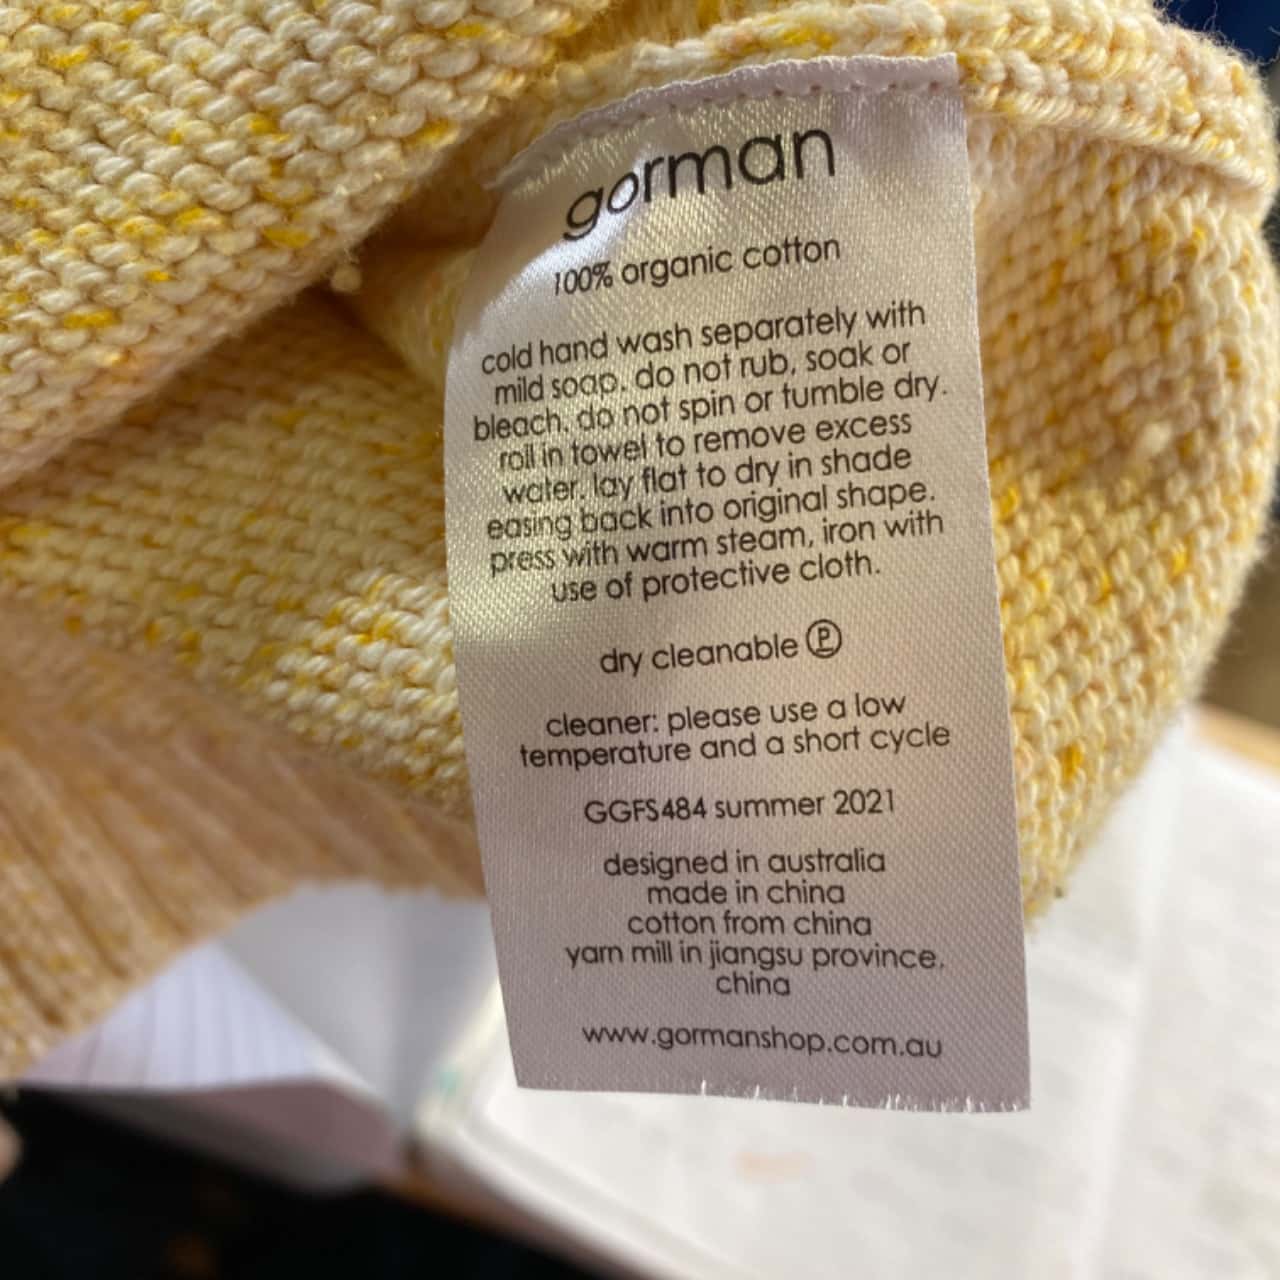 gorman
100% organic cotton
cold hand wash separately with
mild soap. do not rub, soak or
bleach. do not spin or tumble dry.
roll in towel to remove excess
water. lay flat to dry in shade
easing back into original shape.
press with warm steam, iron with
use of protective cloth.
dry cleanable Ⓟ
cleaner: please use a low
temperature and a short cycle
GGFS484 summer 2021
designed in australia
made in china
cotton from china
yarn mill in jiangsu province,
china
www.gormanshop.com.au